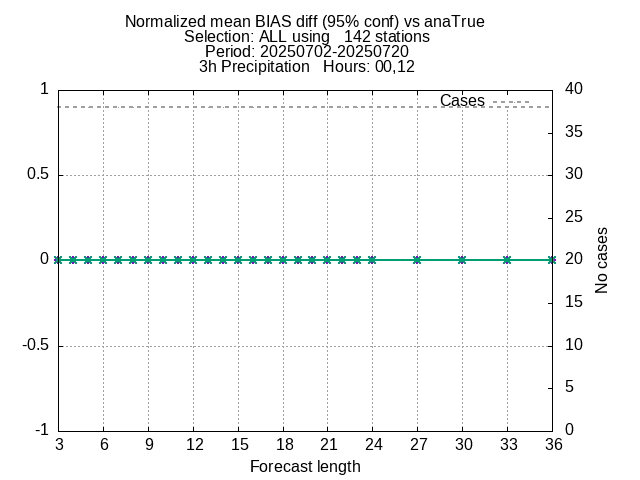 Normalized mean BIAS diff (95% conf) vs anaTrue
Selection: ALL using   142 stations
Period: 20250702-20250720
3h Precipitation   Hours: 00,12
Cases
1
0.5
0
-0.5
-1
40
35
30
25
20
15
10
5
0
No cases
3 6 9 12 15 18 21 24 27 30 33 36
Forecast length